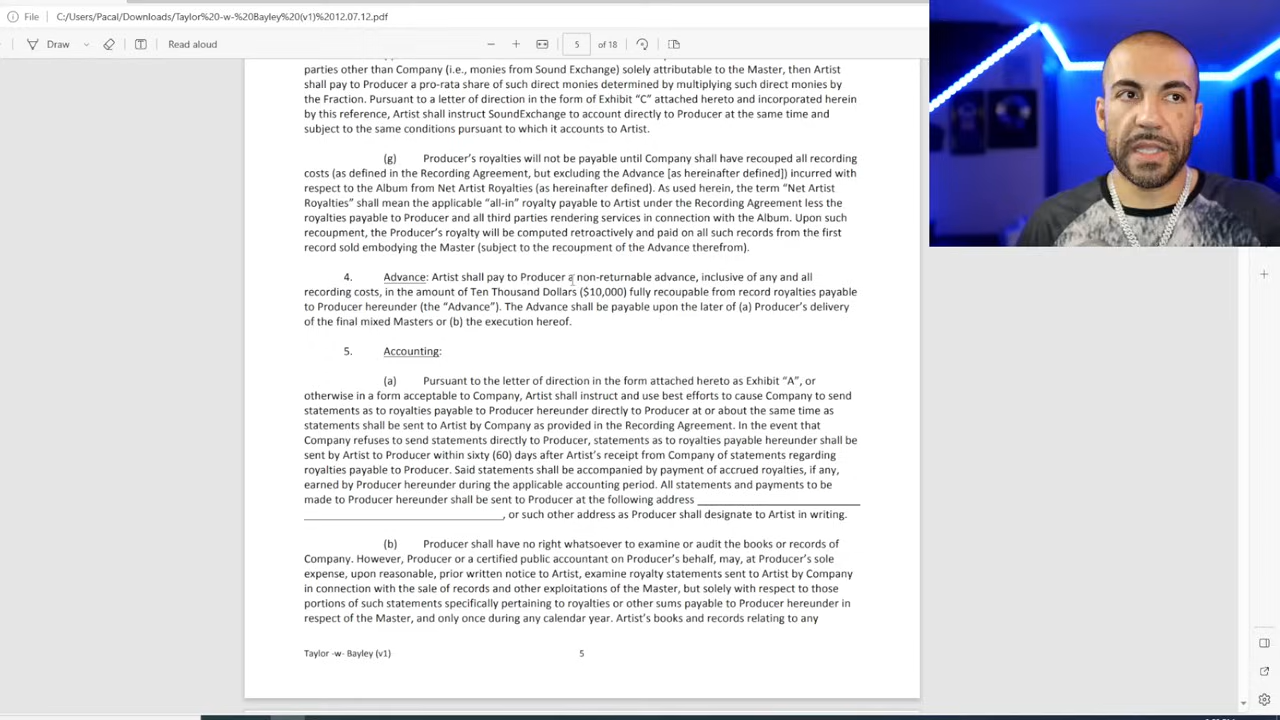 File C:/Users/Pacal/Downloads/Taylor%20-w-%20Bayley%20(v1)%2012.07.12.pdf
Draw Read aloud 5 of 18
parties other than Company (i.e., monies from Sound Exchange) solely attributable to the Master, then Artist
shall pay to Producer a pro-rata share of such direct monies determined by multiplying such direct monies by
the Fraction. Pursuant to a letter of direction in the form of Exhibit “C” attached hereto and incorporated herein
by this reference, Artist shall instruct SoundExchange to account directly to Producer at the same time and
subject to the same conditions pursuant to which it accounts to Artist.
(g) Producer’s royalties will not be payable until Company shall have recouped all recording
costs (as defined in the Recording Agreement, but excluding the Advance [as hereinafter defined]) incurred with
respect to the Album from Net Artist Royalties (as hereinafter defined). As used herein, the term “Net Artist
Royalties” shall mean the applicable “all-in” royalty payable to Artist under the Recording Agreement less the
royalties payable to Producer and all third parties rendering services in connection with the Album. Upon such
recoupment, the Producer’s royalty will be computed retroactively and paid on all such records from the first
record sold embodying the Master (subject to the recoupment of the Advance therefrom).
4. Advance: Artist shall pay to Producer a non-returnable advance, inclusive of any and all
recording costs, in the amount of Ten Thousand Dollars ($10,000) fully recoupable from record royalties payable
to Producer hereunder (the “Advance”). The Advance shall be payable upon the later of (a) Producer’s delivery
of the final mixed Masters or (b) the execution hereof.
5. Accounting:
(a) Pursuant to the letter of direction in the form attached hereto as Exhibit “A”, or
otherwise in a form acceptable to Company, Artist shall instruct and use best efforts to cause Company to send
statements as to royalties payable to Producer hereunder directly to Producer at or about the same time as
statements shall be sent to Artist by Company as provided in the Recording Agreement. In the event that
Company refuses to send statements directly to Producer, statements as to royalties payable hereunder shall be
sent by Artist to Producer within sixty (60) days after Artist’s receipt from Company of statements regarding
royalties payable to Producer. Said statements shall be accompanied by payment of accrued royalties, if any,
earned by Producer hereunder during the applicable accounting period. All statements and payments to be
made to Producer hereunder shall be sent to Producer at the following address
, or such other address as Producer shall designate to Artist in writing.
(b) Producer shall have no right whatsoever to examine or audit the books or records of
Company. However, Producer or a certified public accountant on Producer’s behalf, may, at Producer’s sole
expense, upon reasonable, prior written notice to Artist, examine royalty statements sent to Artist by Company
in connection with the sale of records and other exploitations of the Master, but solely with respect to those
portions of such statements specifically pertaining to royalties or other sums payable to Producer hereunder in
respect of the Master, and only once during any calendar year. Artist’s books and records relating to any
Taylor -w- Bayley (v1) 5